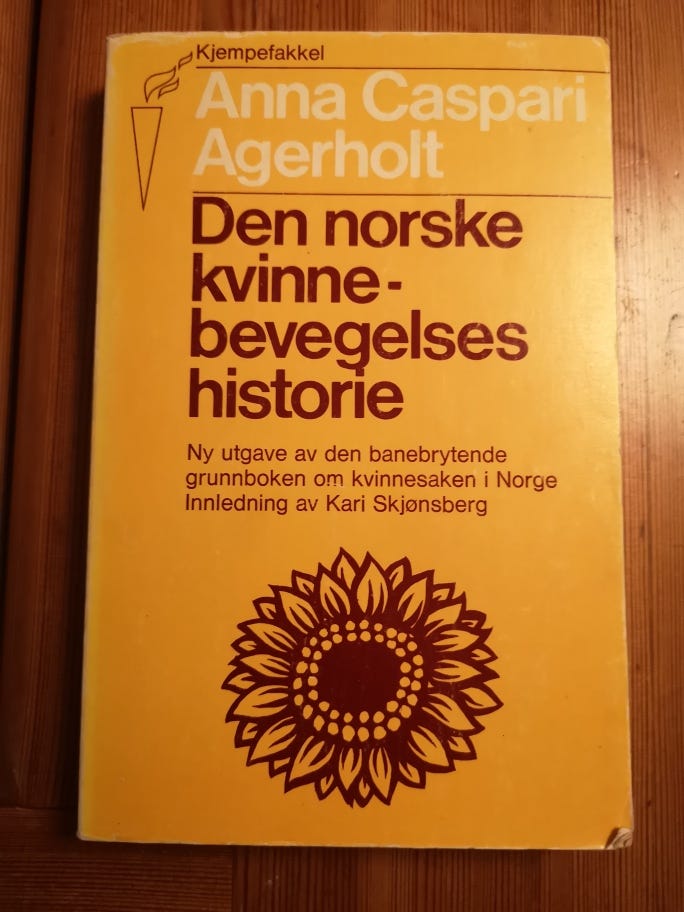 Kjempefakkel
Anna Caspari
Agerholt
Den norske
kvinne-
bevegelses
historie
Ny utgave av den banebrytende
grunnboken om kvinnesaken i Norge
Innledning av Kari Skjønsberg